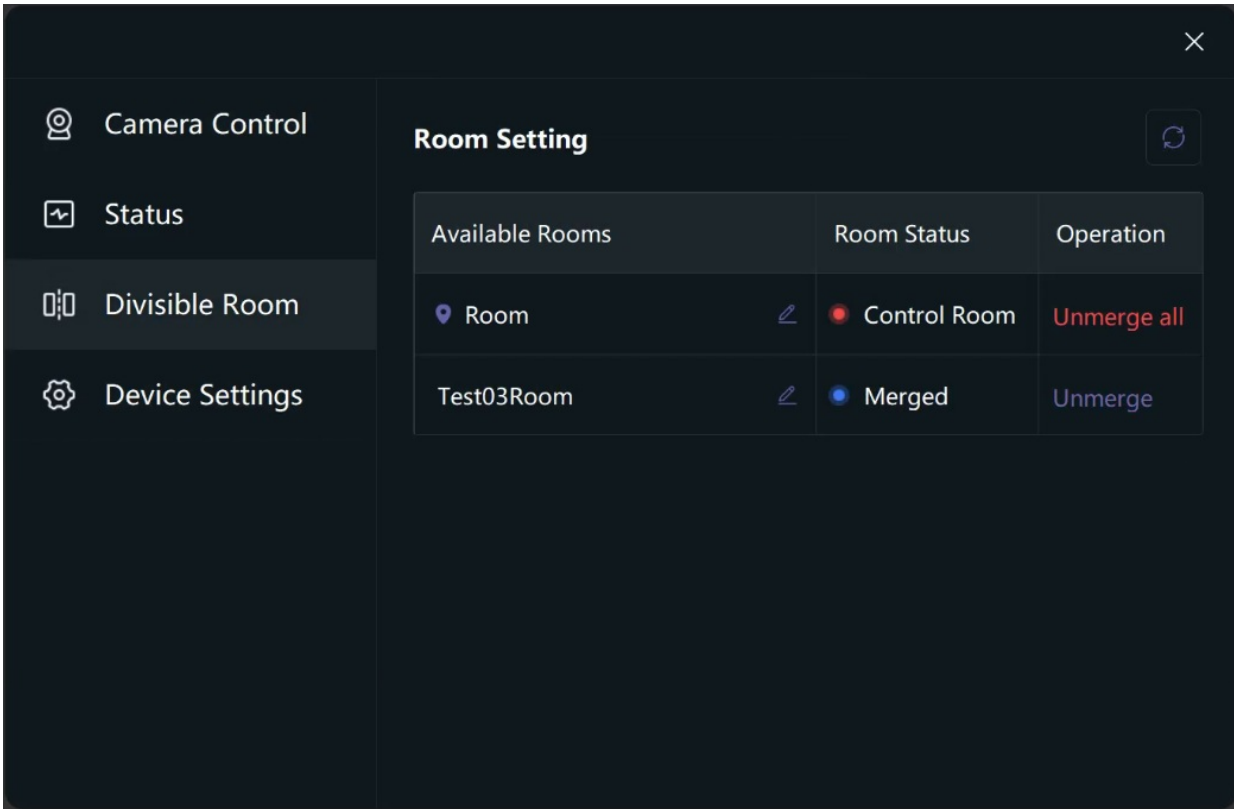 Camera Control
Status
Divisible Room
Device Settings
Room Setting
Available Rooms Room Status Operation
Room Control Room Unmerge all
Test03Room Merged Unmerge